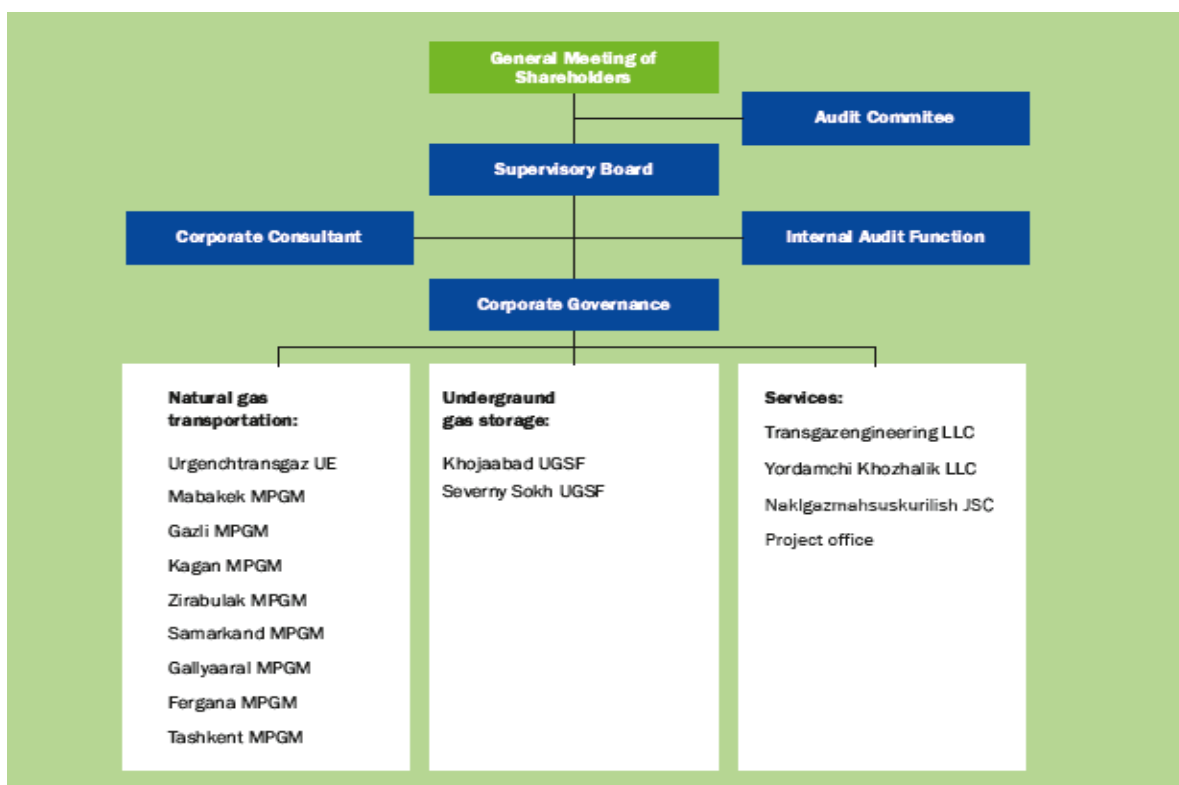 General Meeting of
Shareholders
Audit Commitee
Supervisory Board
Corporate Consultant
Internal Audit Function
Corporate Governance
Natural gas
transportation:
Urgenchtransgaz UE
Mabakek MPGM
Gazli MPGM
Kagan MPGM
Zirabulak MPGM
Samarkand MPGM
Gallyaaral MPGM
Fergana MPGM
Tashkent MPGM
Undergraund
gas storage:
Khojaabad UGSF
Severny Sokh UGSF
Services:
Transgazengineering LLC
Yordamchi Khozhalik LLC
Naklgazmahsuskurilish JSC
Project office